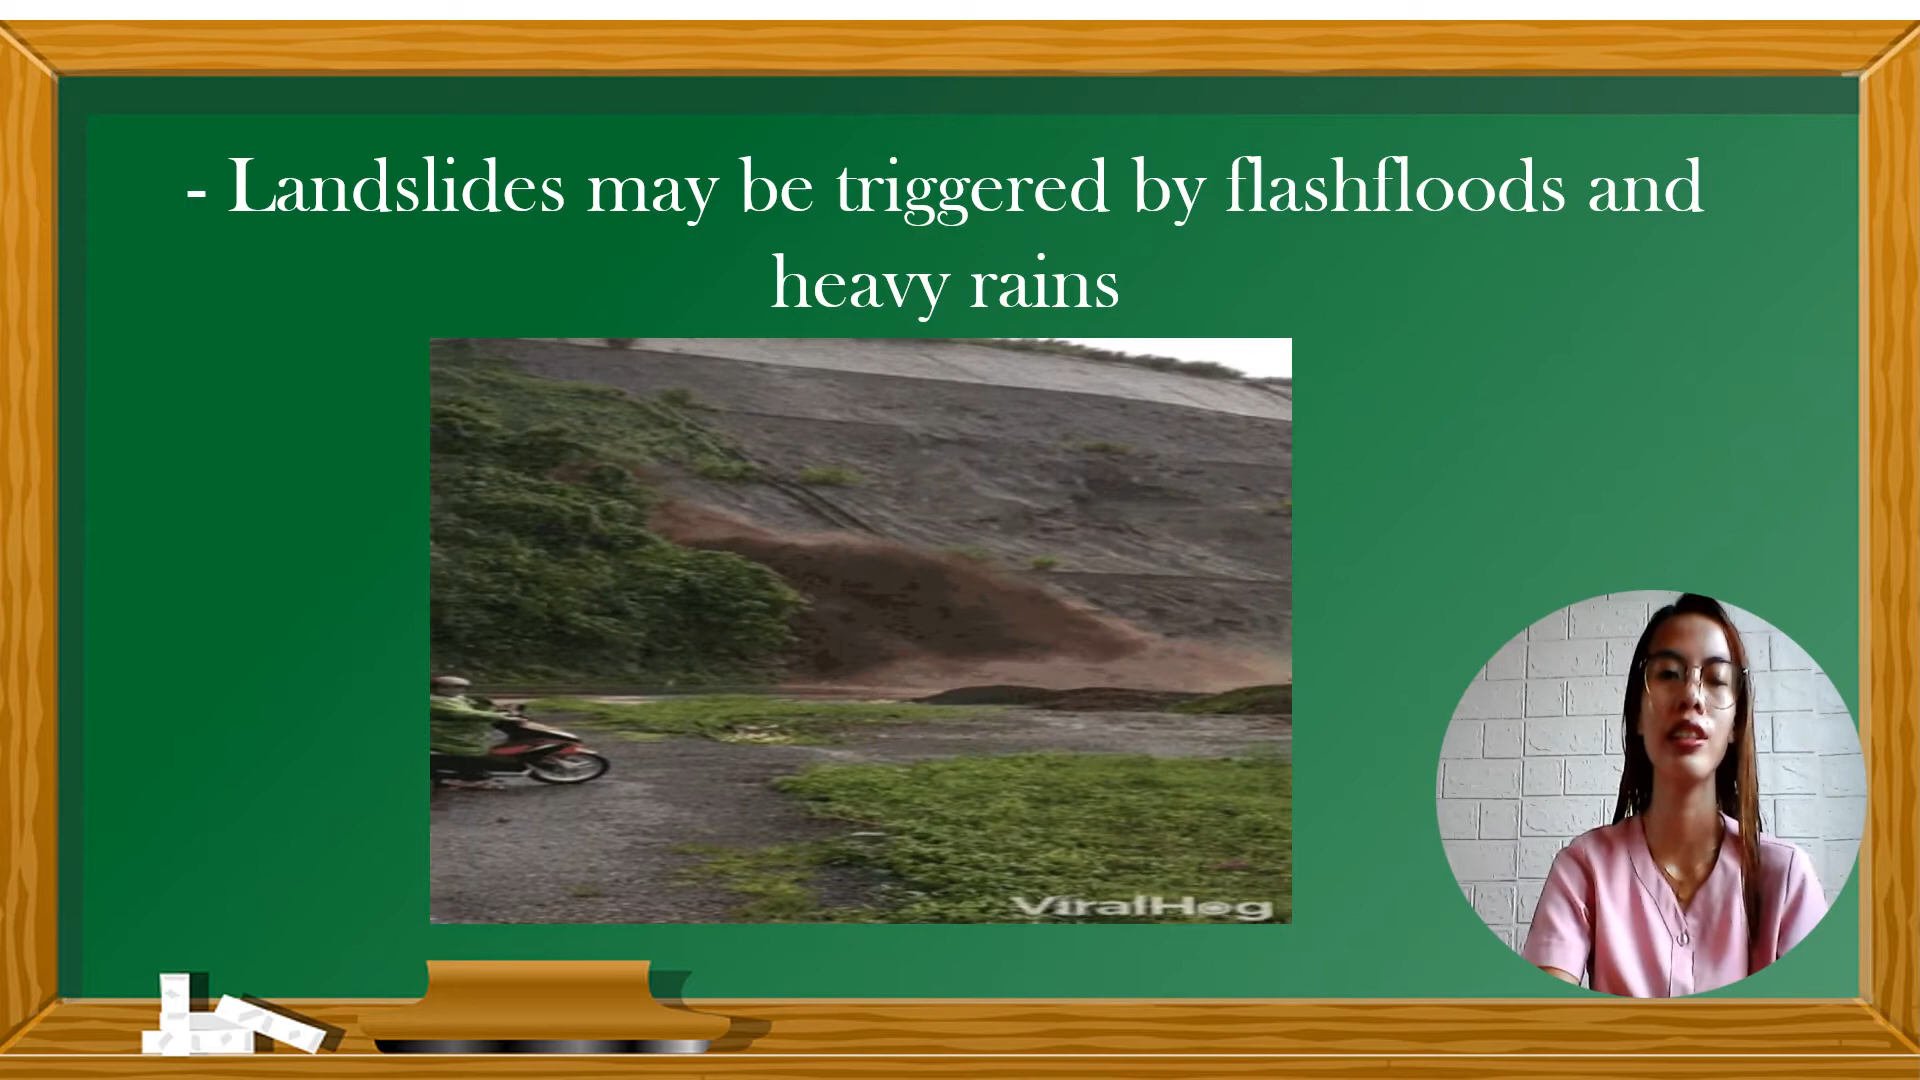 - Landslides may be triggered by flashfloods and
heavy rains
ViralHog